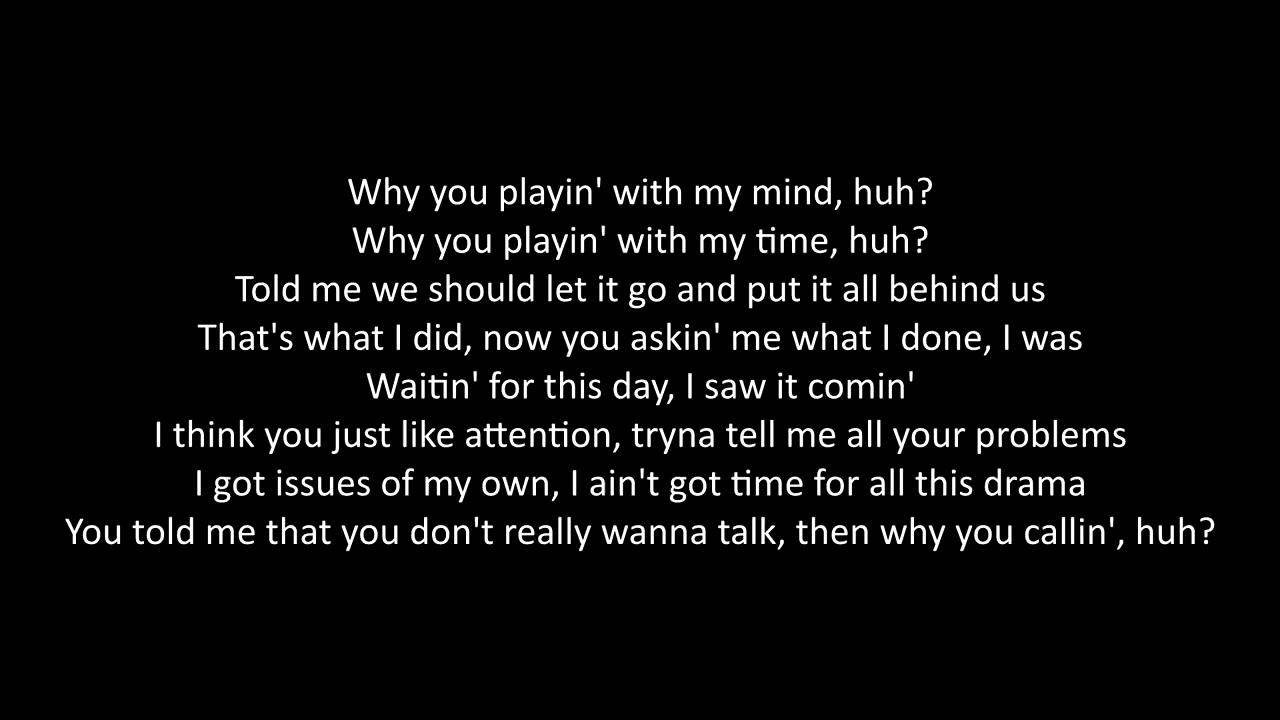 Why you playin' with my mind, huh?
Why you playin' with my time, huh?
Told me we should let it go and put it all behind us
That's what I did, now you askin' me what I done, I was
Waitin' for this day, I saw it comin'
I think you just like attention, tryna tell me all your problems
I got issues of my own, I ain't got time for all this drama
You told me that you don't really wanna talk, then why you callin', huh?